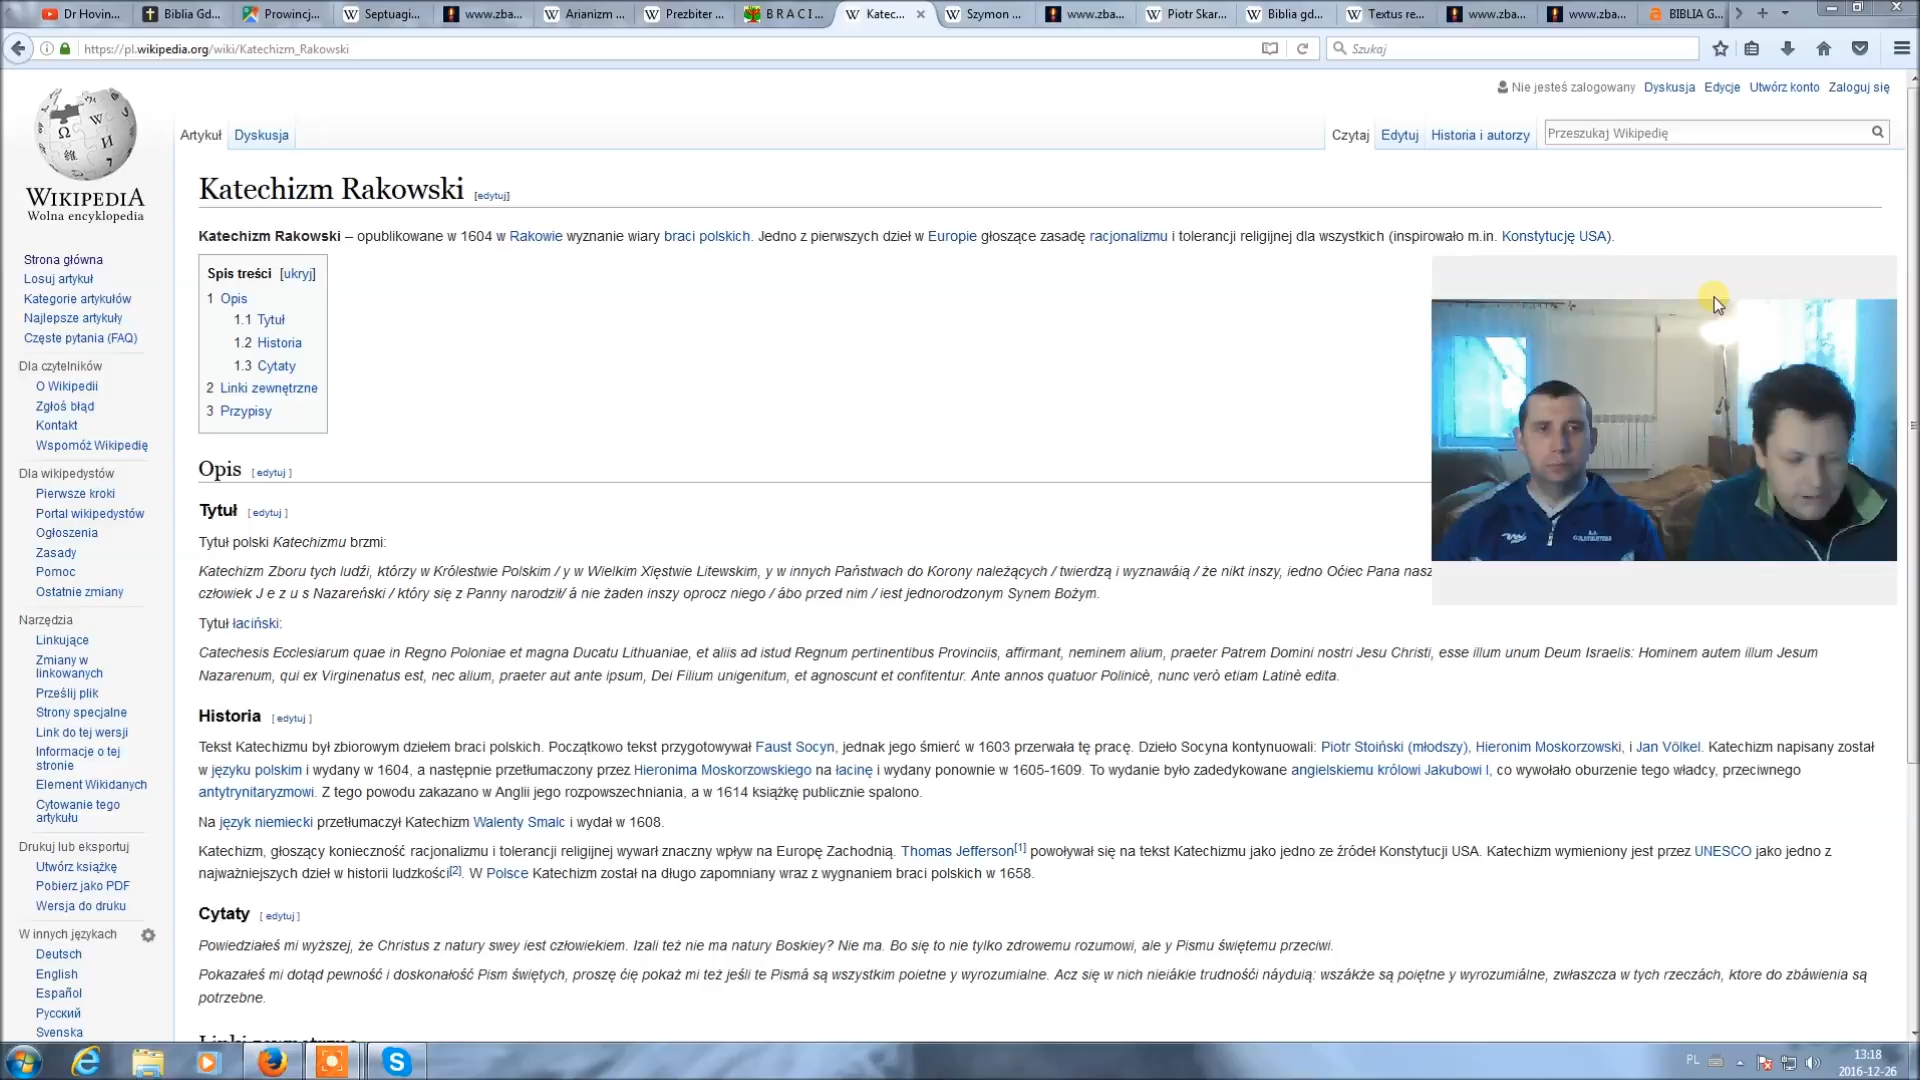 Dr Hovin...
Biblia Gd...
Prowincj...
Septuagi...
www.zba...
Arianizm ...
Prezbiter ...
B R A C I ...
Katec...
Szymon ...
www.zba...
Piotr Skar...
Biblia gd...
Textus re...
www.zba...
www.zba...
BIBLIA G...
https://pl.wikipedia.org/wiki/Katechizm_Rakowski
Szukaj
Nie jesteś zalogowany Dyskusja Edycje Utwórz konto Zaloguj się
Artykuł Dyskusja
Czytaj Edytuj Historia i autorzy
Przeszukaj Wikipedię
WIKIPEDIA
Wolna encyklopedia
Strona główna
Losuj artykuł
Kategorie artykułów
Najlepsze artykuły
Częste pytania (FAQ)
Dla czytelników
O Wikipedii
Zgłoś błąd
Kontakt
Wspomóż Wikipedię
Dla wikipedystów
Pierwsze kroki
Portal wikipedystów
Ogłoszenia
Zasady
Pomoc
Ostatnie zmiany
Narzędzia
Linkujące
Zmiany w
linkowanych
Prześlij plik
Strony specjalne
Link do tej wersji
Informacje o tej
stronie
Element Wikidanych
Cytowanie tego
artykułu
Drukuj lub eksportuj
Utwórz książkę
Pobierz jako PDF
Wersja do druku
W innych językach
Deutsch
English
Español
Русский
Svenska
Katechizm Rakowski [edytuj]
Katechizm Rakowski – opublikowane w 1604 w Rakowie wyznanie wiary braci polskich. Jedno z pierwszych dzieł w Europie głoszące zasadę racjonalizmu i tolerancji religijnej dla wszystkich (inspirowało m.in. Konstytucję USA).
Spis treści [ukryj]
1 Opis
1.1 Tytuł
1.2 Historia
1.3 Cytaty
2 Linki zewnętrzne
3 Przypisy
Opis [ edytuj ]
Tytuł [ edytuj ]
Tytuł polski Katechizmu brzmi:
Katechizm Zboru tych ludźi, ktόrzy w Krόlestwie Polskim / y w Wielkim Xięstwie Litewskim, y w innych Państwach do Korony należących / twierdzą i wyznawáią / że nikt inszy, iedno Oćiec Pana nasz
człowiek J e z u s Nazareński / ktόry się z Panny narodził/ á nie żaden inszy oprocz niego / ábo przed nim / iest jednorodzonym Synem Bożym.
Tytuł łaciński:
Catechesis Ecclesiarum quae in Regno Poloniae et magna Ducatu Lithuaniae, et aliis ad istud Regnum pertinentibus Provinciis, affirmant, neminem alium, praeter Patrem Domini nostri Jesu Christi, esse illum unum Deum Israelis: Hominem autem illum Jesum
Nazarenum, qui ex Virginenatus est, nec alium, praeter aut ante ipsum, Dei Filium unigenitum, et agnoscunt et confitentur. Ante annos quatuor Polinicè, nunc verò etiam Latinè edita.
Historia [ edytuj ]
Tekst Katechizmu był zbiorowym dziełem braci polskich. Początkowo tekst przygotowywał Faust Socyn, jednak jego śmierć w 1603 przerwała tę pracę. Dzieło Socyna kontynuowali: Piotr Stoiński (młodszy), Hieronim Moskorzowski, i Jan Völkel. Katechizm napisany został
w języku polskim i wydany w 1604, a następnie przetłumaczony przez Hieronima Moskorzowskiego na łacinę i wydany ponownie w 1605-1609. To wydanie było zadedykowane angielskiemu królowi Jakubowi I, co wywołało oburzenie tego władcy, przeciwnego
antytrynitaryzmowi. Z tego powodu zakazano w Anglii jego rozpowszechniania, a w 1614 książkę publicznie spalono.
Na język niemiecki przetłumaczył Katechizm Walenty Smalc i wydał w 1608.
Katechizm, głoszący konieczność racjonalizmu i tolerancji religijnej wywarł znaczny wpływ na Europę Zachodnią. Thomas Jefferson[1] powoływał się na tekst Katechizmu jako jedno ze źródeł Konstytucji USA. Katechizm wymieniony jest przez UNESCO jako jedno z
najważniejszych dzieł w historii ludzkości[2]. W Polsce Katechizm został na długo zapomniany wraz z wygnaniem braci polskich w 1658.
Cytaty [ edytuj ]
Powiedziałeś mi wyższej, że Christus z natury swey iest człowiekiem. Izali też nie ma natury Boskiey? Nie ma. Bo się to nie tylko zdrowemu rozumowi, ale y Pismu świętemu przeciwi.
Pokazałeś mi dotąd pewność i doskonałość Pism świętych, proszę ćię pokaż mi też jeśli te Pismá są wszystkim poietne y wyrozumialne. Acz się w nich nieiákie trudnośći náyduią: wszákże są poiętne y wyrozumiálne, zwłaszcza w tych rzeczách, ktore do zbáwienia są
potrzebne.
PL
13:18
2016-12-26